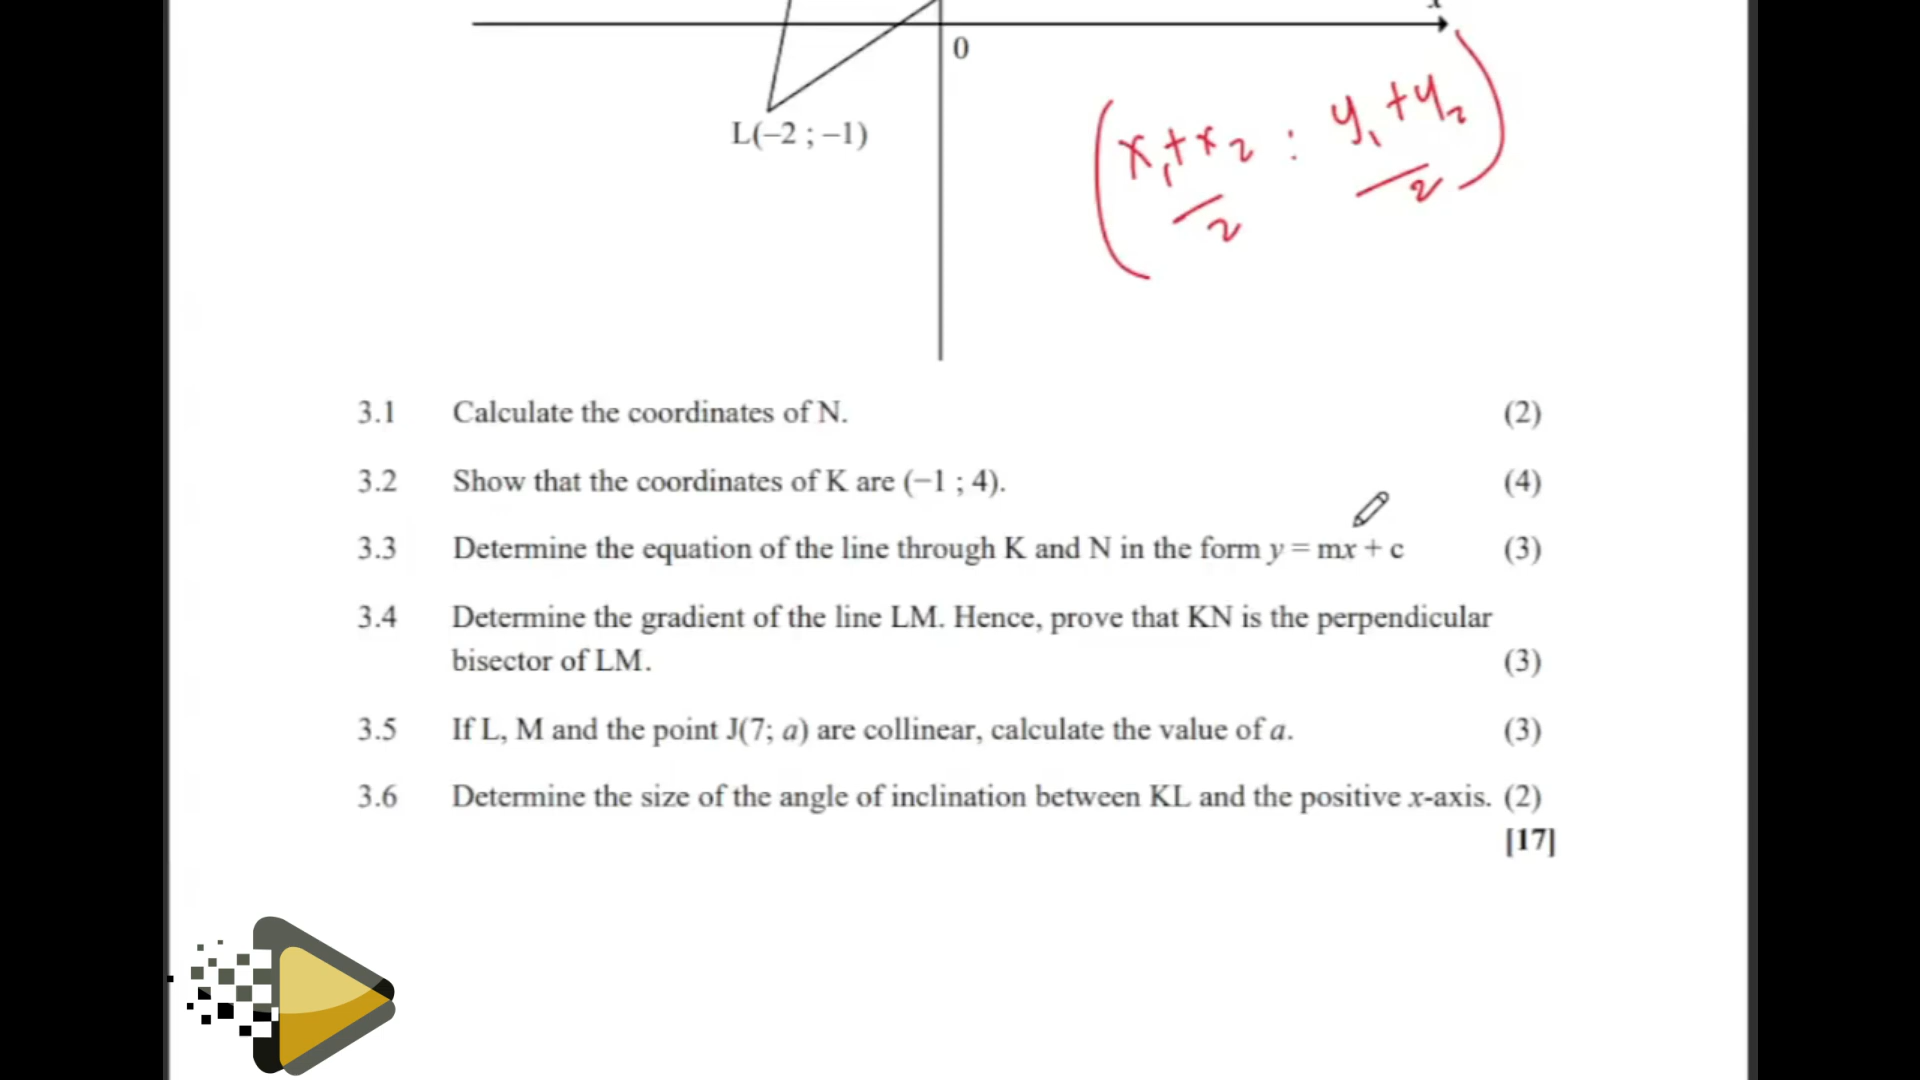 0
L(−2 ; −1)
(x₁+x₂/2 : y₁+y₂/2)
3.1 Calculate the coordinates of N. (2)
3.2 Show that the coordinates of K are (−1 ; 4). (4)
3.3 Determine the equation of the line through K and N in the form y = mx + c (3)
3.4 Determine the gradient of the line LM. Hence, prove that KN is the perpendicular
bisector of LM. (3)
3.5 If L, M and the point J(7; a) are collinear, calculate the value of a. (3)
3.6 Determine the size of the angle of inclination between KL and the positive x-axis. (2)
[17]